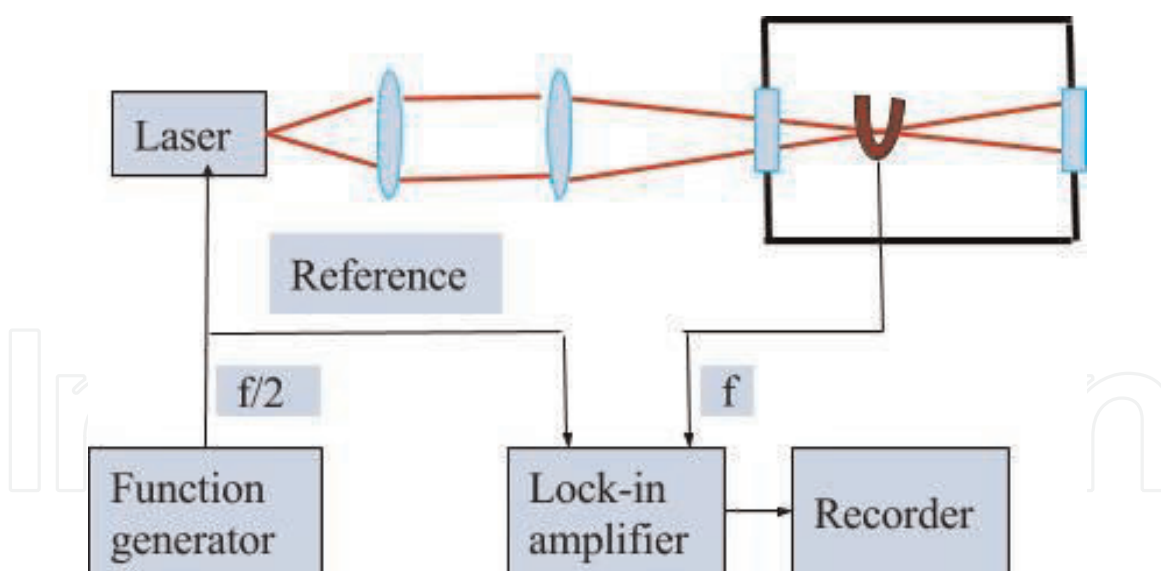 Laser
Reference
f/2
f
Function
generator
Lock-in
amplifier
Recorder